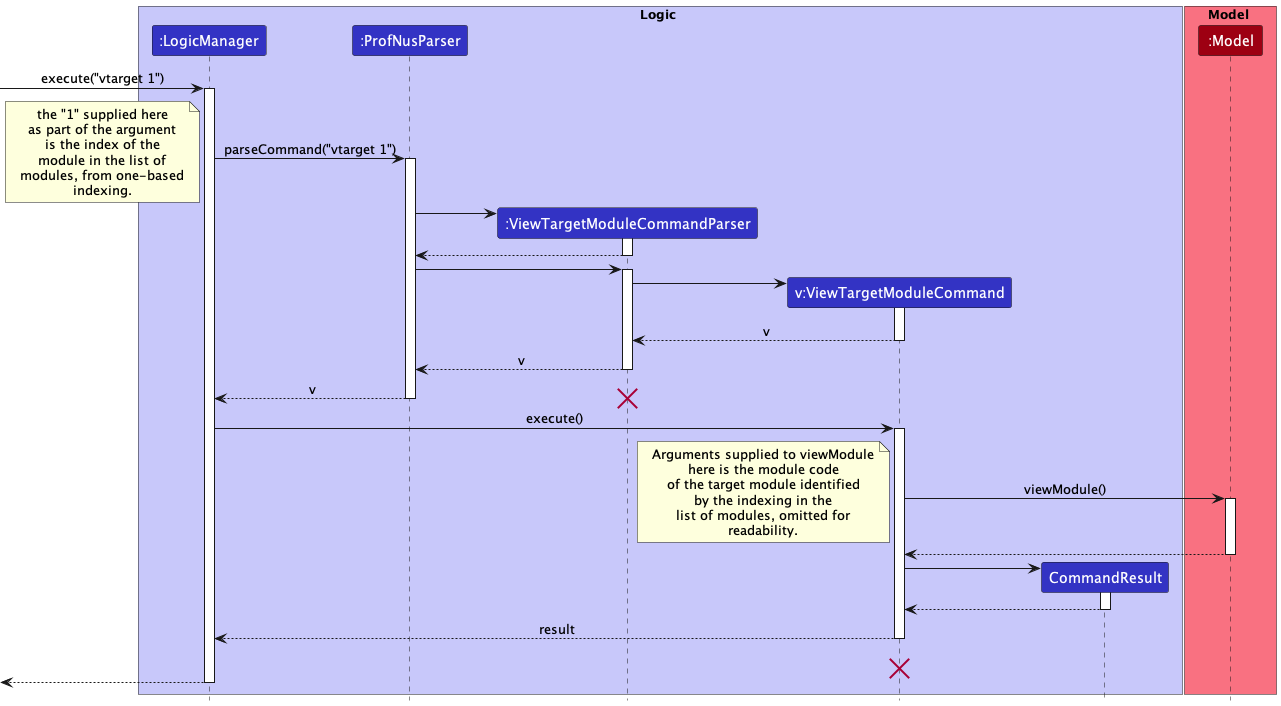 Logic
Model
:LogicManager
:ProfNusParser
:Model
execute("vtarget 1")
the "1" supplied here
as part of the argument
is the index of the
module in the list of
modules, from one-based
indexing.
parseCommand("vtarget 1")
:ViewTargetModuleCommandParser
v:ViewTargetModuleCommand
v
v
v
execute()
Arguments supplied to viewModule
here is the module code
of the target module identified
by the indexing in the
list of modules, omitted for
readability.
viewModule()
CommandResult
result